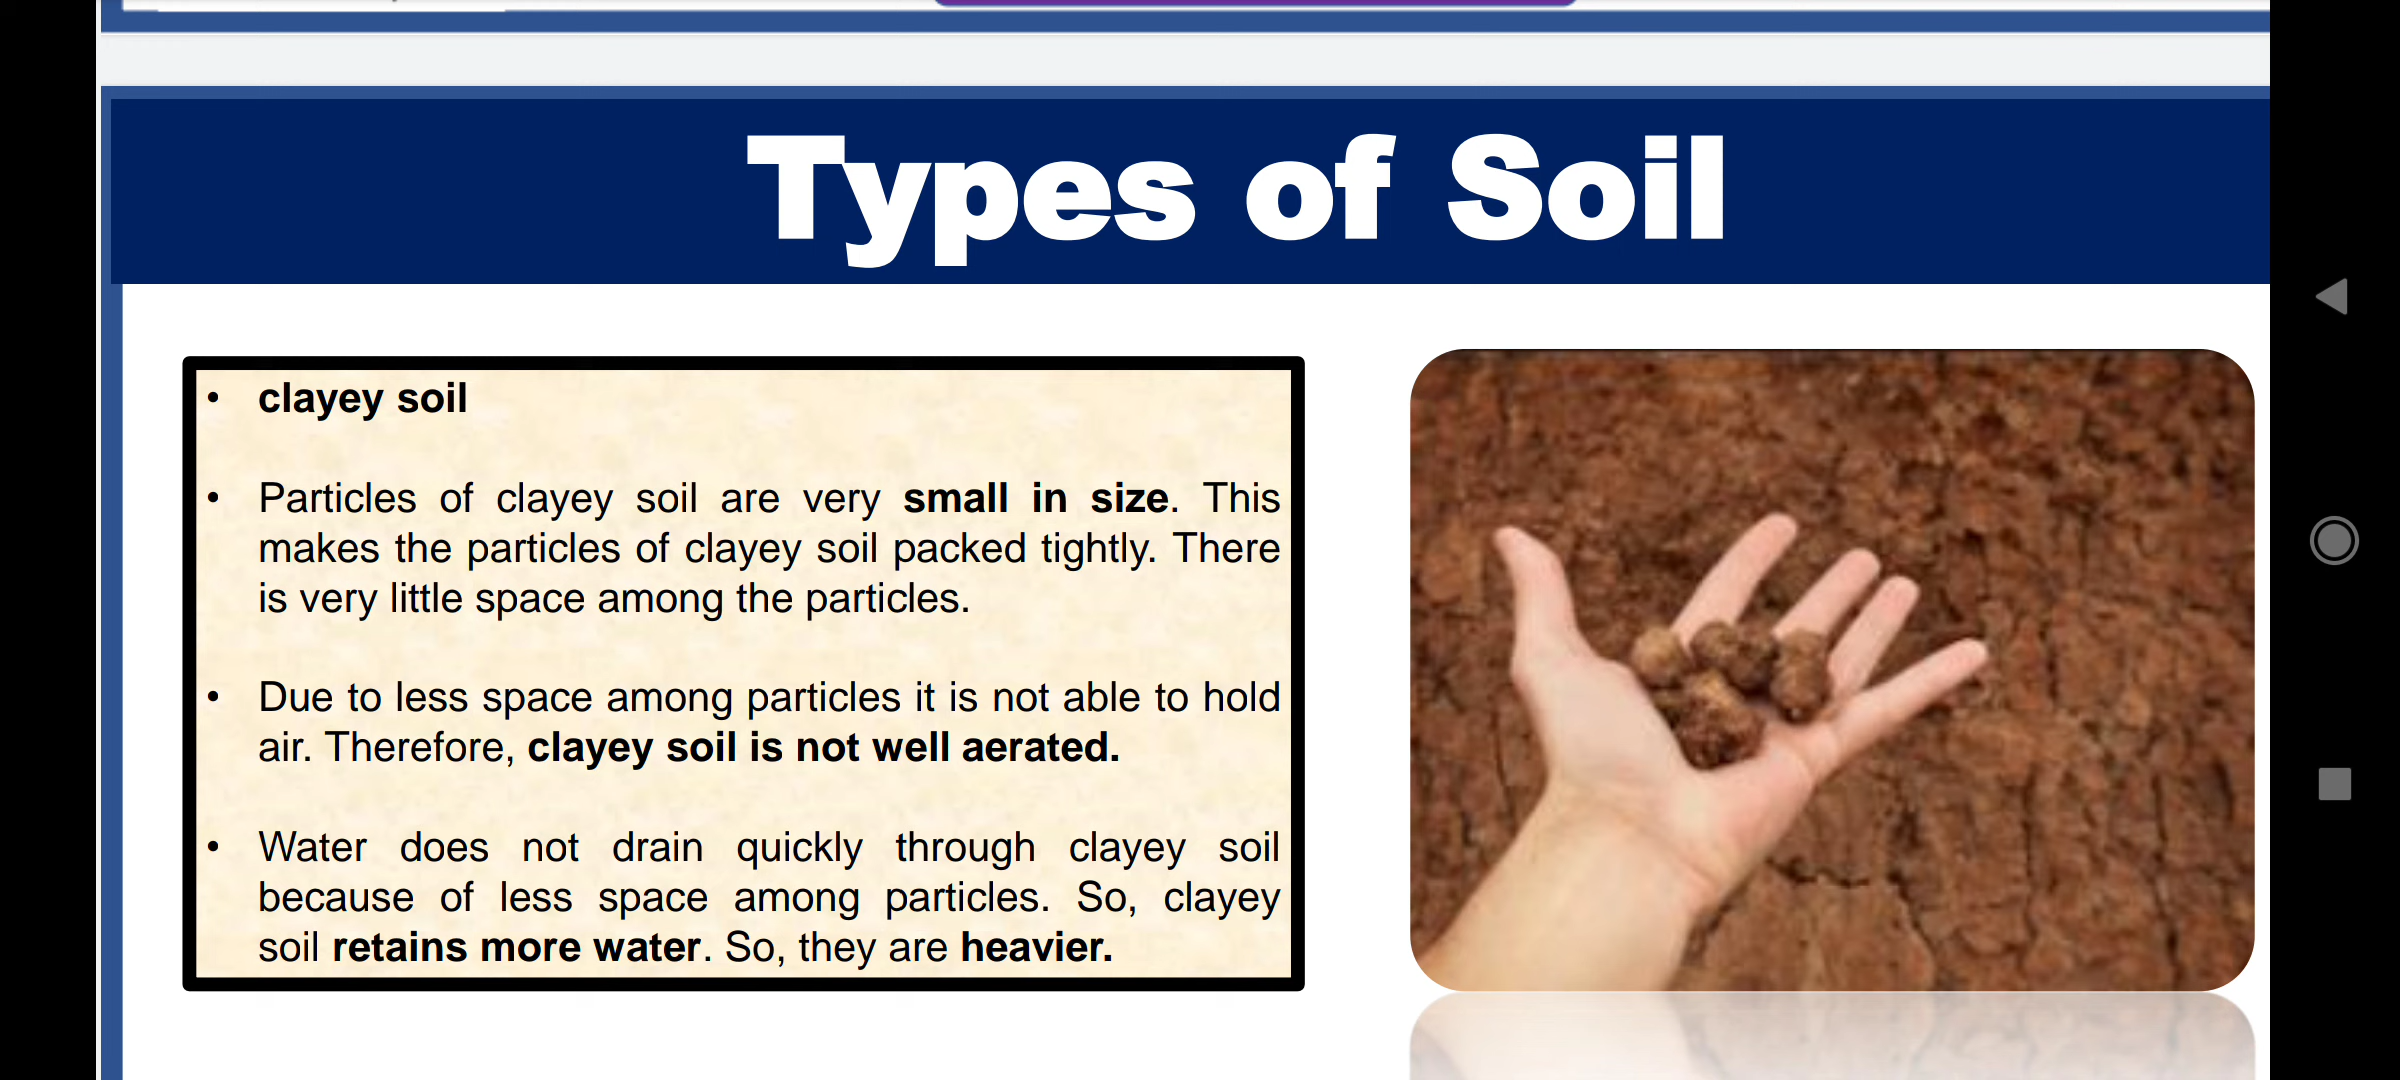 Types of Soil
• clayey soil
• Particles of clayey soil are very small in size. This
makes the particles of clayey soil packed tightly. There
is very little space among the particles.
• Due to less space among particles it is not able to hold
air. Therefore, clayey soil is not well aerated.
• Water does not drain quickly through clayey soil
because of less space among particles. So, clayey
soil retains more water. So, they are heavier.